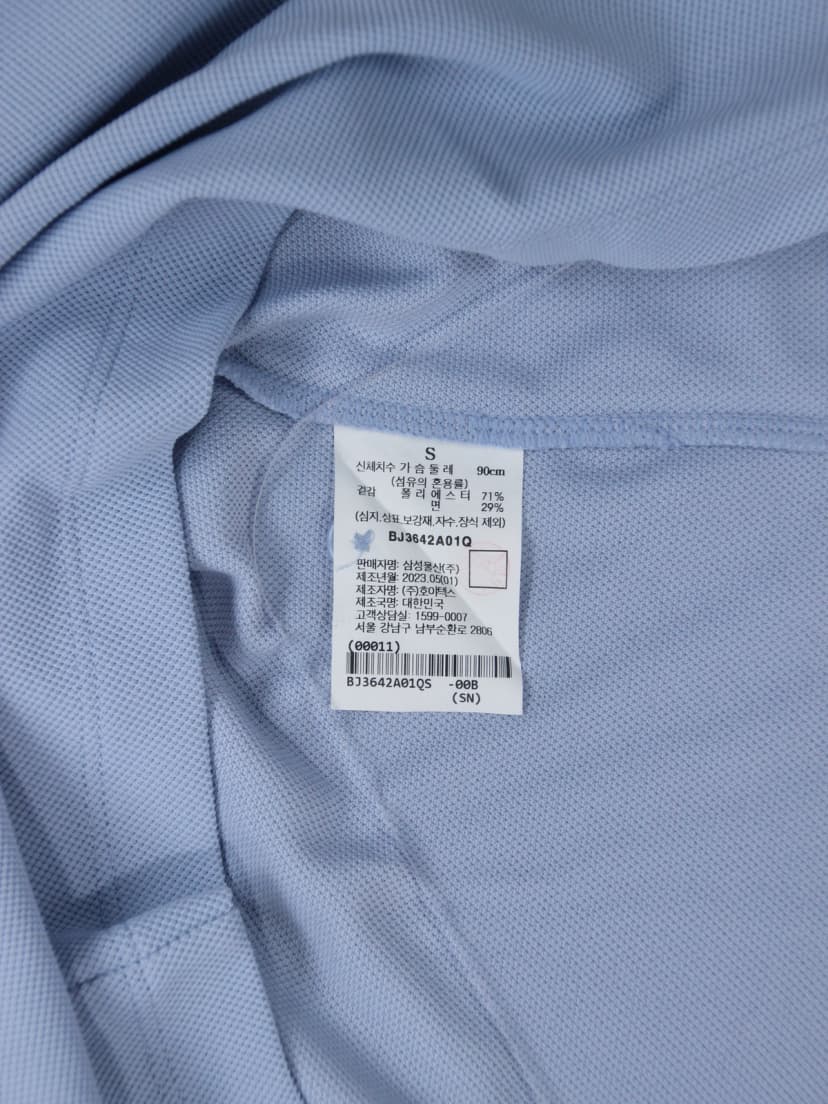 S
신체치수 가 슴 둘 레 90cm
(섬유의 혼용률)
겉감 폴 리 에 스 터 71%
면 29%
(심지,상표,보강재,자수,장식 제외)
BJ3642A01Q
판매자명: 삼성물산(주)
제조년월: 2023.05(01)
제조자명: (주)호야텍스
제조국명: 대한민국
고객상담실: 1599-0007
서울 강남구 남부순환로 2806
(00011)
BJ3642A01QS -00B
(SN)